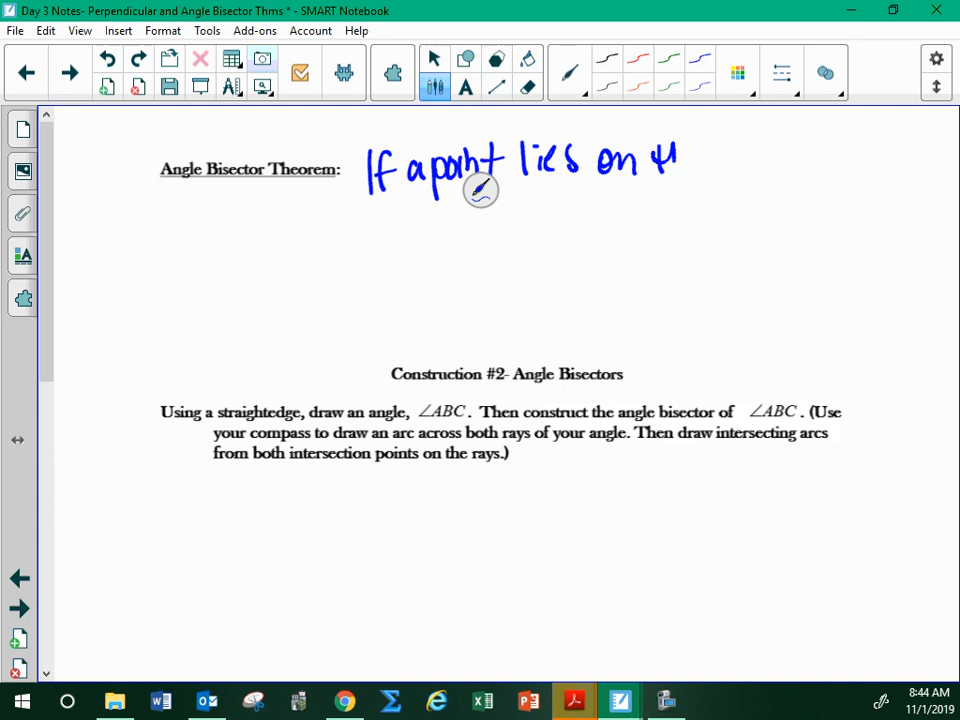 Day 3 Notes- Perpendicular and Angle Bisector Thms * - SMART Notebook
File Edit View Insert Format Tools Add-ons Account Help
Angle Bisector Theorem: If a point lies on
Construction #2- Angle Bisectors
Using a straightedge, draw an angle, ∠ABC. Then construct the angle bisector of ∠ABC. (Use
your compass to draw an arc across both rays of your angle. Then draw intersecting arcs
from both intersection points on the rays.)
8:44 AM
11/1/2019